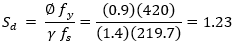 S_d = Ø f_y / γ f_s = (0.9)(420) / (1.4)(219.7) = 1.23